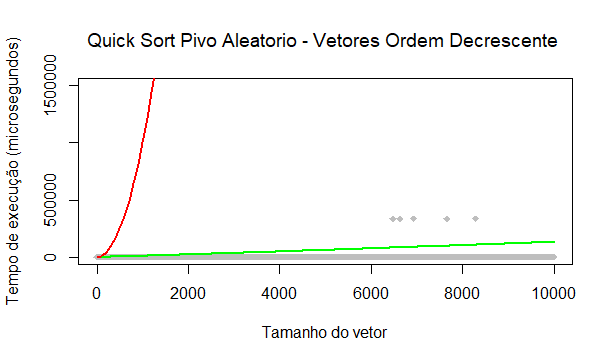 Quick Sort Pivo Aleatorio - Vetores Ordem Decrescente
Tempo de execução (microsegundos)
1500000
500000
0
0 2000 4000 6000 8000 10000
Tamanho do vetor